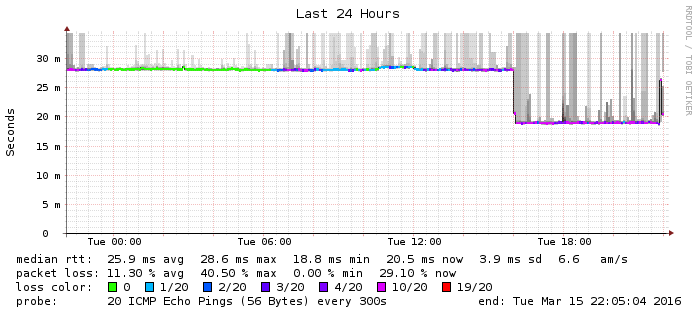 Last 24 Hours
RRDTOOL / TOBI OETIKER
Seconds
30 m
25 m
20 m
15 m
10 m
5 m
0
Tue 00:00 Tue 06:00 Tue 12:00 Tue 18:00
median rtt: 25.9 ms avg 28.6 ms max 18.8 ms min 20.5 ms now 3.9 ms sd 6.6 am/s
packet loss: 11.30 % avg 40.50 % max 0.00 % min 29.10 % now
loss color: 0 1/20 2/20 3/20 4/20 10/20 19/20
probe: 20 ICMP Echo Pings (56 Bytes) every 300s end: Tue Mar 15 22:05:04 2016